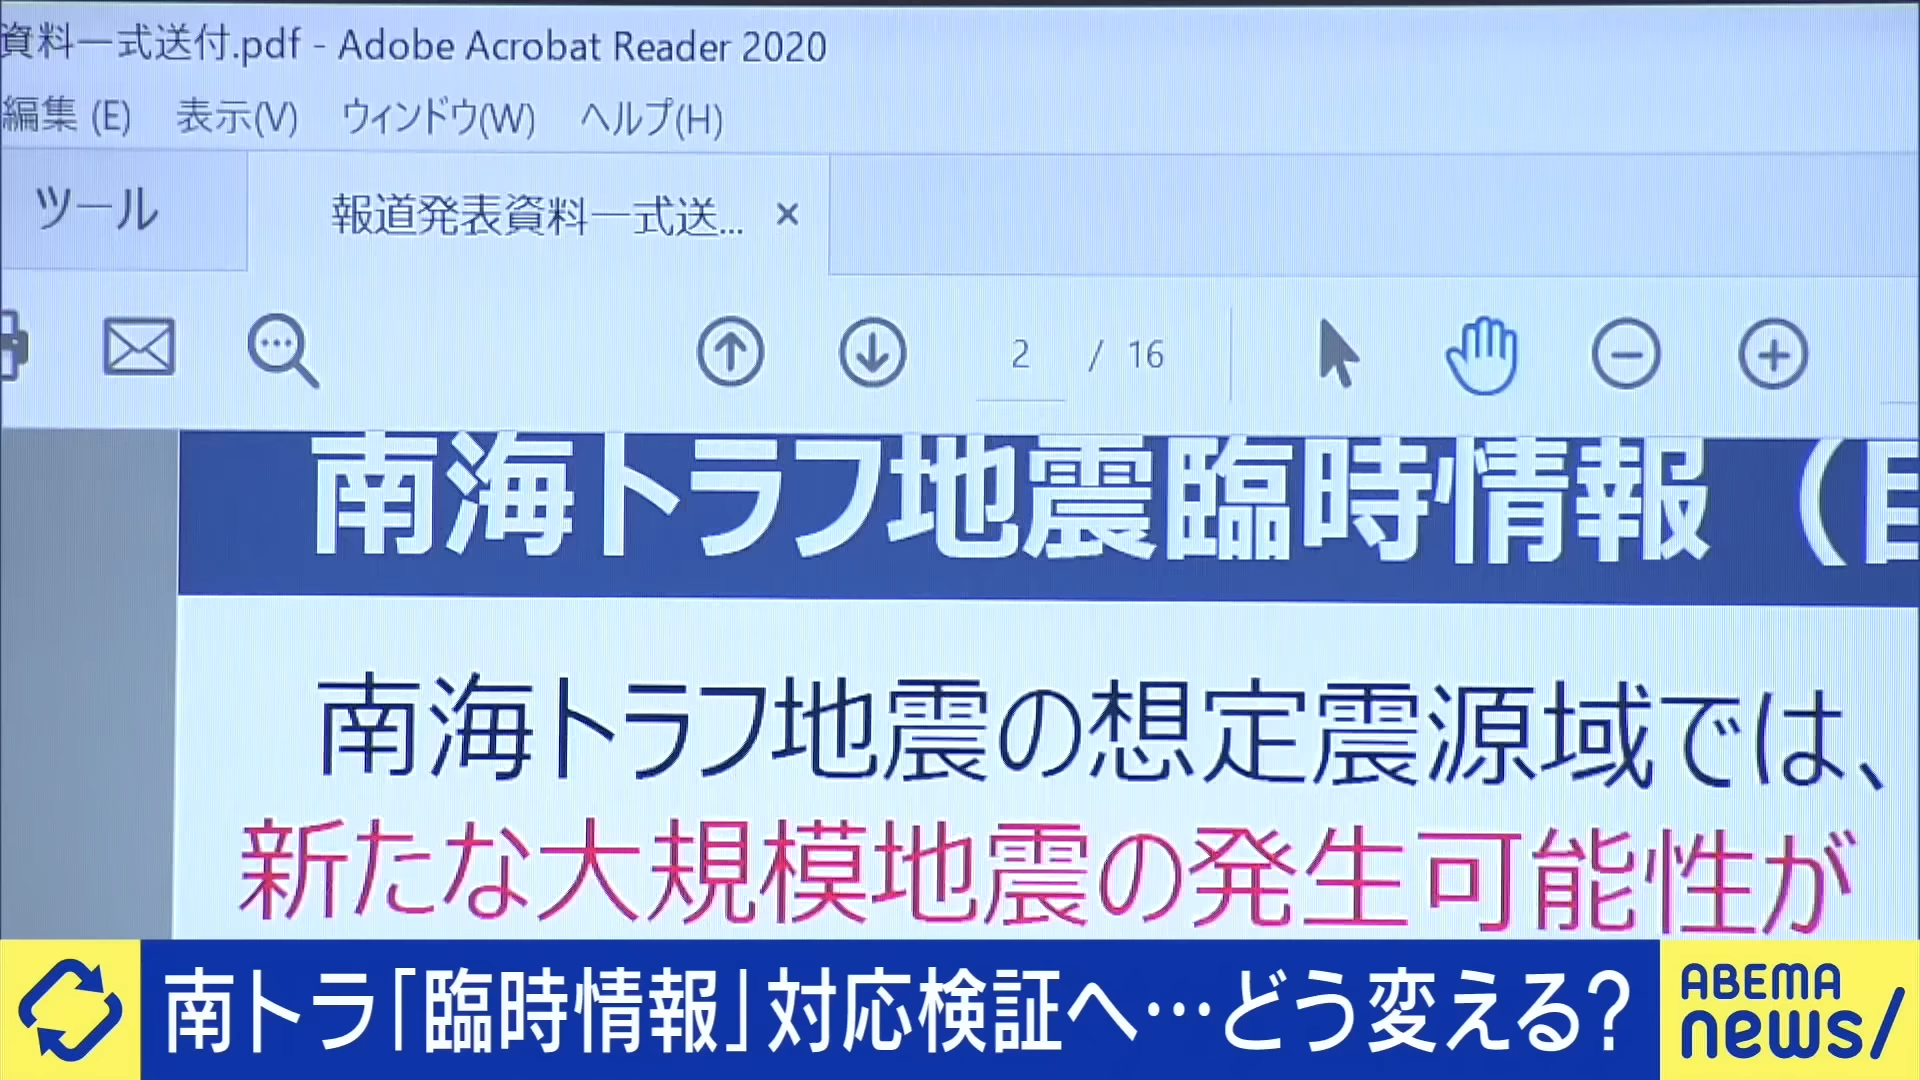 資料一式送付.pdf - Adobe Acrobat Reader 2020
編集 (E) 表示(V) ウィンドウ(W) ヘルプ(H)
ツール 報道発表資料一式送... ×
2 / 16
南海トラフ地震臨時情報（
南海トラフ地震の想定震源域では、
新たな大規模地震の発生可能性が
南トラ「臨時情報」対応検証へ…どう変える?
ABEMA
news/